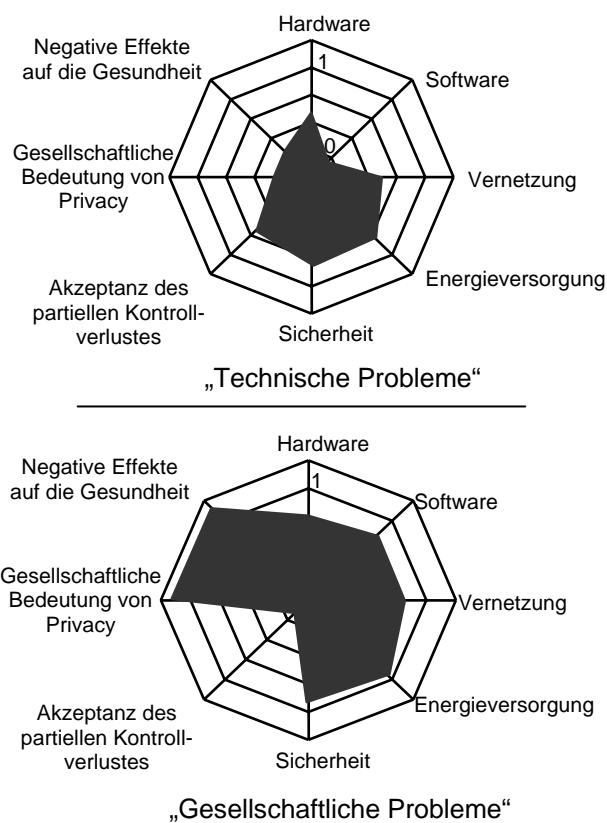 Hardware
Negative Effekte
auf die Gesundheit
1
Software
0
Gesellschaftliche
Bedeutung von
Privacy
Vernetzung
Akzeptanz des
partiellen Kontroll-
verlustes
Energieversorgung
Sicherheit
„Technische Probleme“
Hardware
Negative Effekte
auf die Gesundheit
1
Software
Gesellschaftliche
Bedeutung von
Privacy
Vernetzung
Akzeptanz des
partiellen Kontroll-
verlustes
Energieversorgung
Sicherheit
„Gesellschaftliche Probleme“